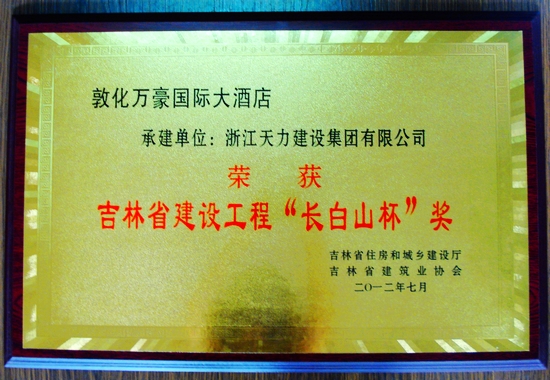 敦化万豪国际大酒店
承建单位：浙江天力建设集团有限公司
荣获
吉林省建设工程“长白山杯”奖
吉林省住房和城乡建设厅
吉林省建筑业协会
二〇一二年七月